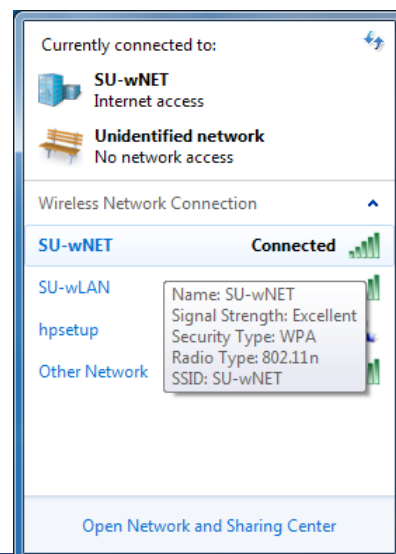 Currently connected to:
SU-wNET
Internet access
Unidentified network
No network access
Wireless Network Connection
SU-wNET Connected
SU-wLAN
hpsetup
Other Network
Name: SU-wNET
Signal Strength: Excellent
Security Type: WPA
Radio Type: 802.11n
SSID: SU-wNET
Open Network and Sharing Center